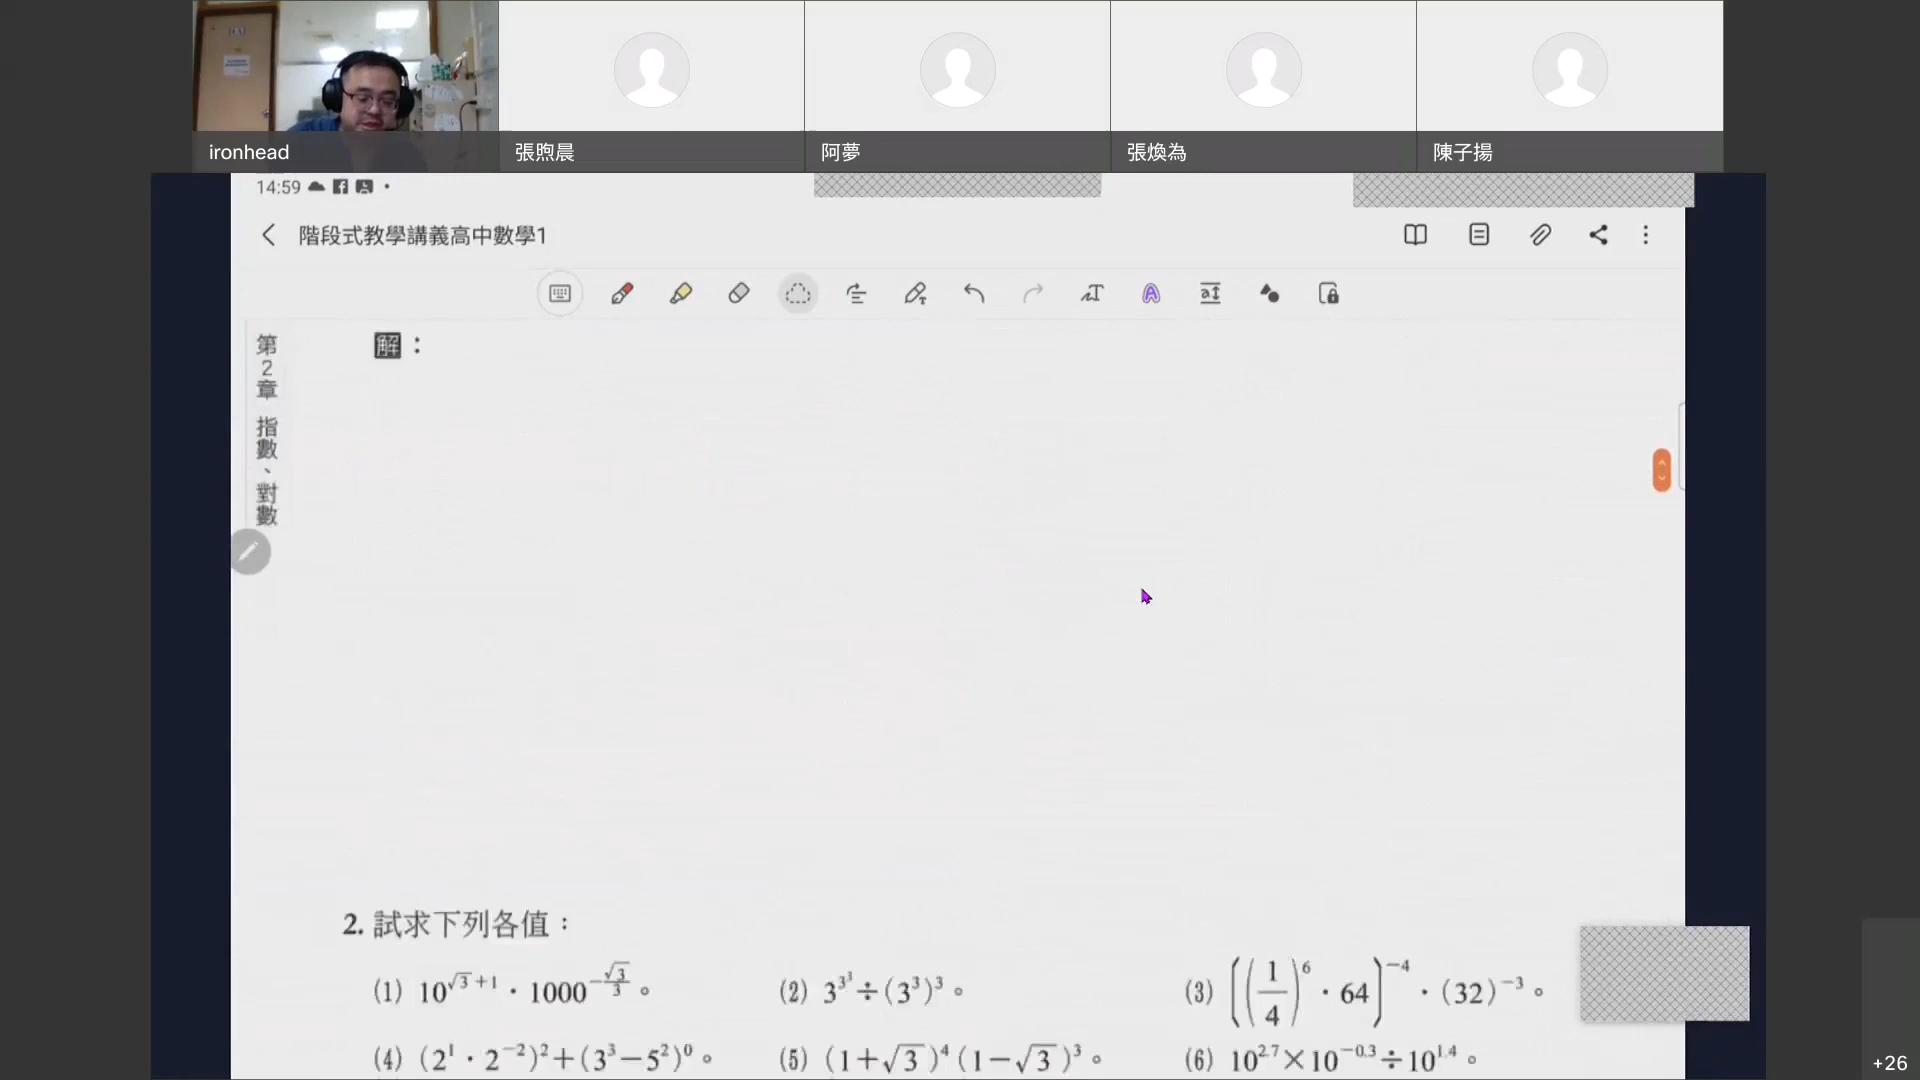 ironhead
張煦晨
阿夢
張煥為
陳子揚
14:59
階段式教學講義高中數學1
第2章 指數、對數
解：
2. 試求下列各值：
(1) 10^{√3+1}·1000^{-√3/3}。 (2) 3^{3^3}÷(3^3)^3。 (3) [(1/4)^6·64]^{-4}·(32)^{-3}。
(4) (2^1·2^{-2})^2+(3^3-5^2)^0。 (5) (1+√3)^4(1-√3)^3。 (6) 10^{2.7}×10^{-0.3}÷10^{1.4}。
+26